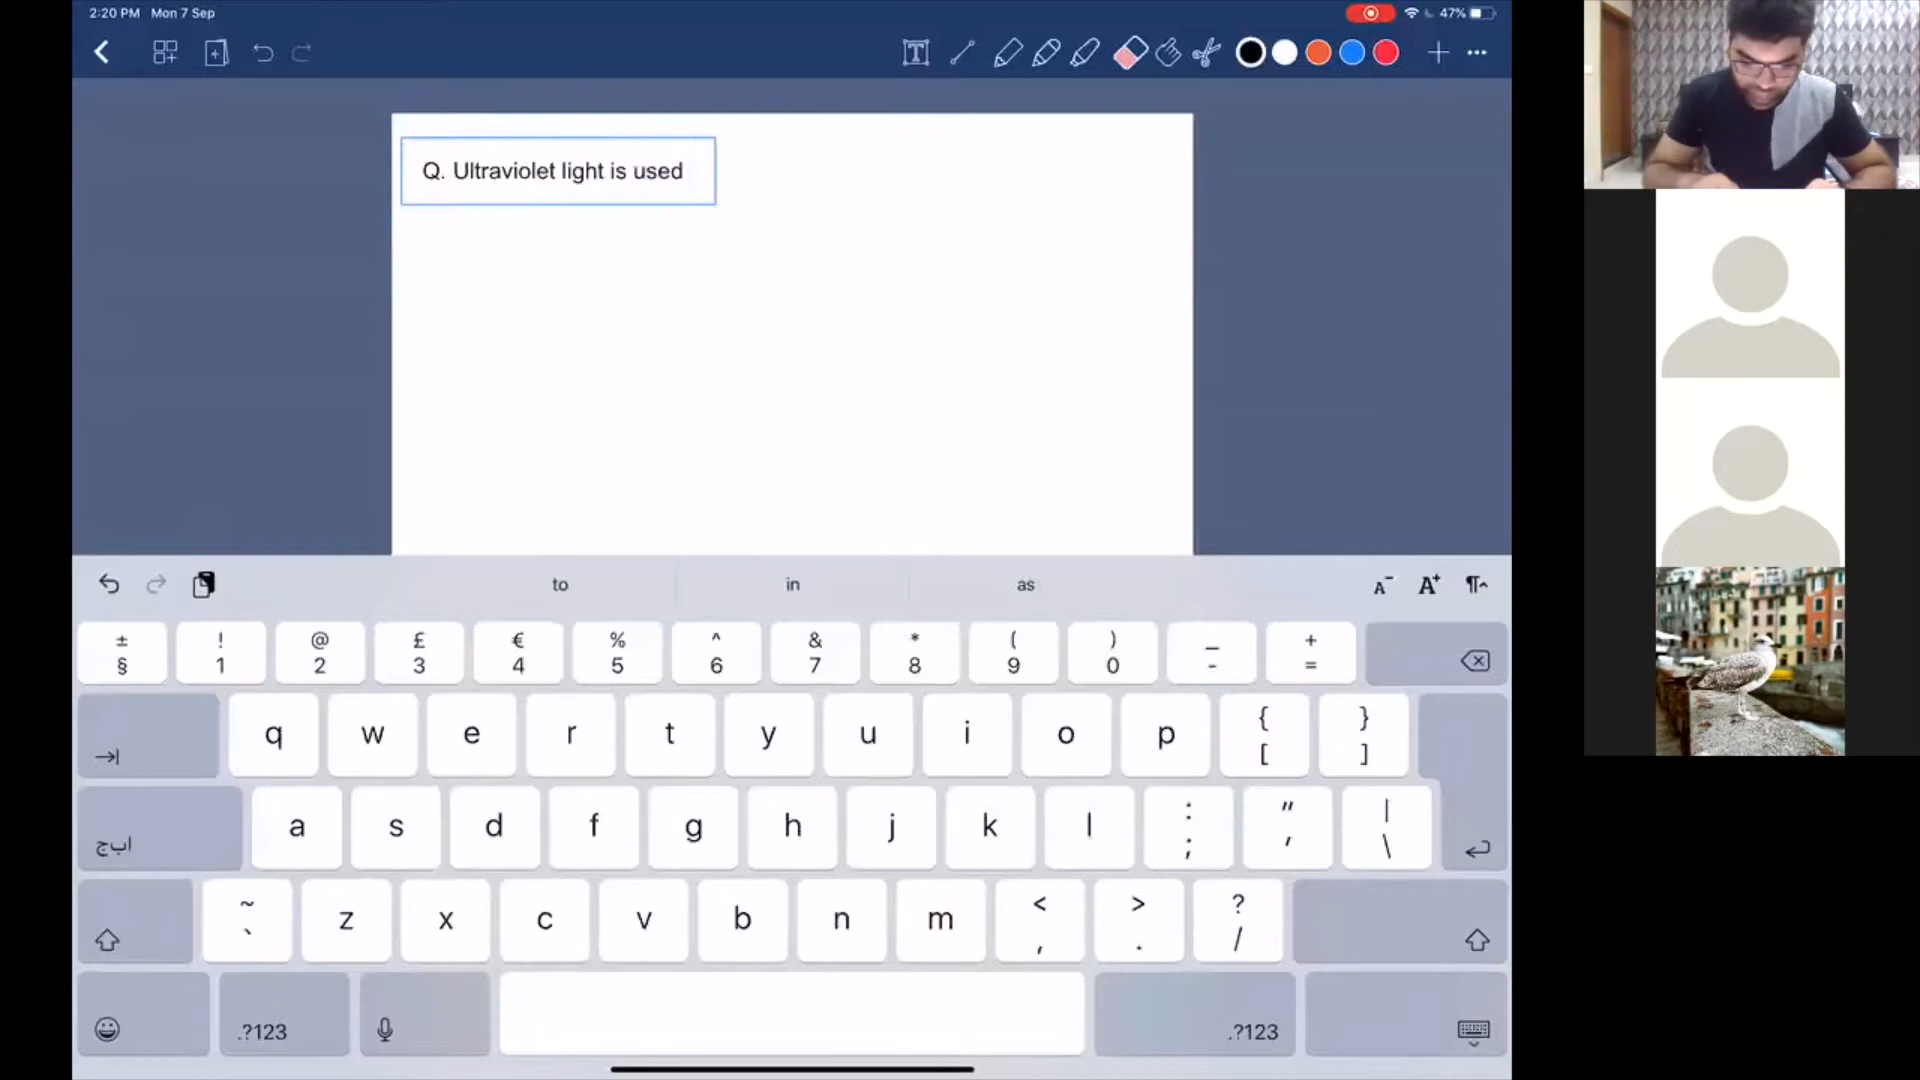 2:20 PM Mon 7 Sep
47%
T
Q. Ultraviolet light is used
to in as
A- A+
± ! @ £ € % ^ & * ( ) _ +
§ 1 2 3 4 5 6 7 8 9 0 - =
q w e r t y u i o p { }
[ ]
ابج a s d f g h j k l : " |
; ' \
~ z x c v b n m < > ?
` , . /
.?123 .?123